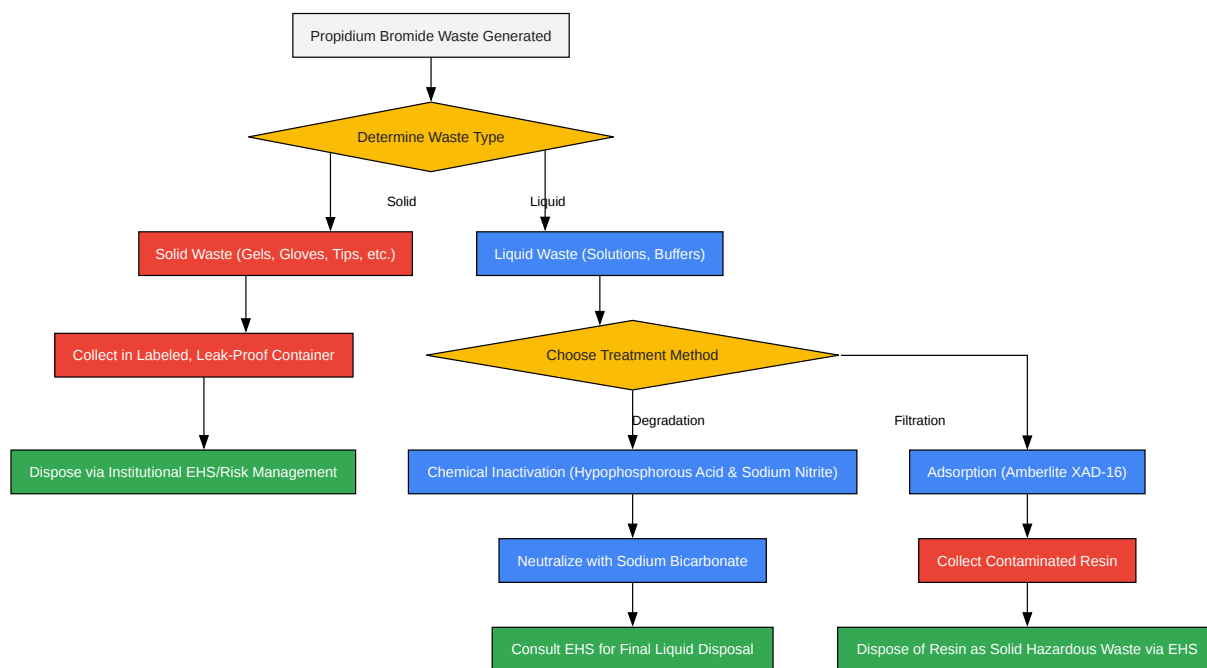 Propidium Bromide Waste Generated
Determine Waste Type
Solid
Liquid
Solid Waste (Gels, Gloves, Tips, etc.)
Liquid Waste (Solutions, Buffers)
Collect in Labeled, Leak-Proof Container
Choose Treatment Method
Degradation
Filtration
Dispose via Institutional EHS/Risk Management
Chemical Inactivation (Hypophosphorous Acid & Sodium Nitrite)
Adsorption (Amberlite XAD-16)
Neutralize with Sodium Bicarbonate
Collect Contaminated Resin
Consult EHS for Final Liquid Disposal
Dispose of Resin as Solid Hazardous Waste via EHS